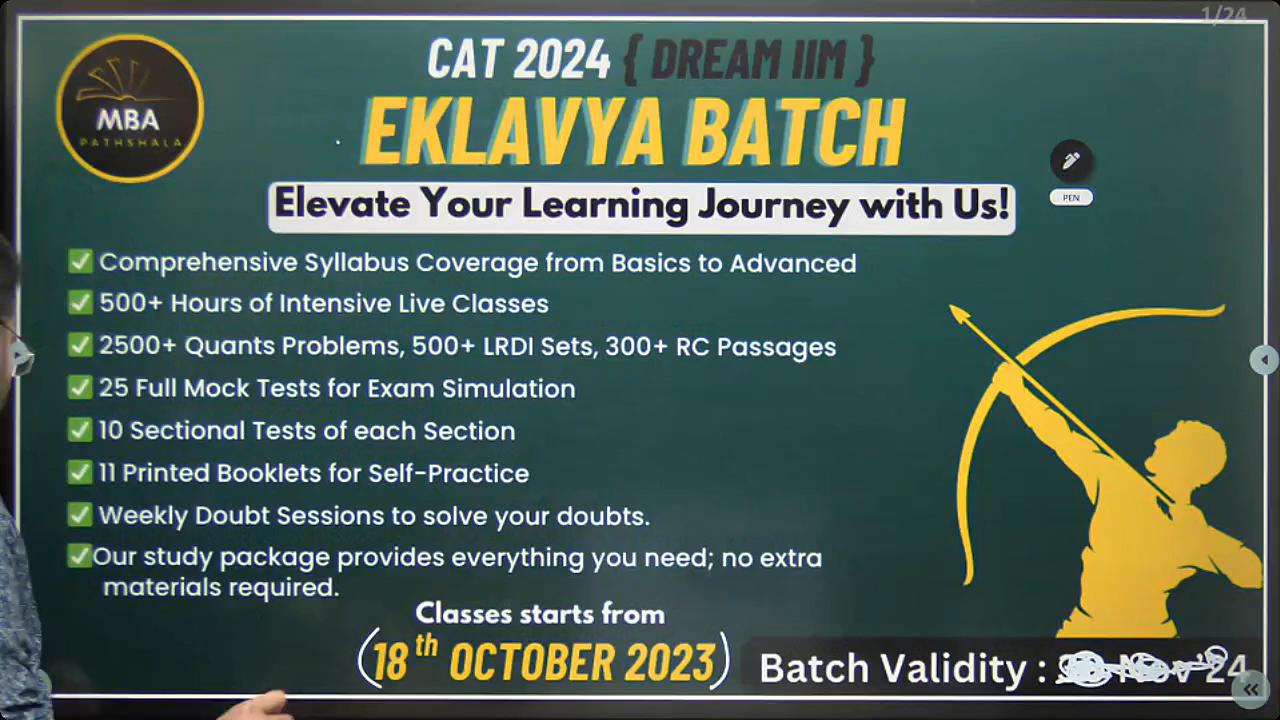 1/24
MBA
PATHSHALA
CAT 2024 { DREAM IIM }
EKLAVYA BATCH
PEN
Elevate Your Learning Journey with Us!
✅ Comprehensive Syllabus Coverage from Basics to Advanced
✅ 500+ Hours of Intensive Live Classes
✅ 2500+ Quants Problems, 500+ LRDI Sets, 300+ RC Passages
✅ 25 Full Mock Tests for Exam Simulation
✅ 10 Sectional Tests of each Section
✅ 11 Printed Booklets for Self-Practice
✅ Weekly Doubt Sessions to solve your doubts.
✅Our study package provides everything you need; no extra
materials required.
Classes starts from
(18th OCTOBER 2023)
Batch Validity : Nov'24